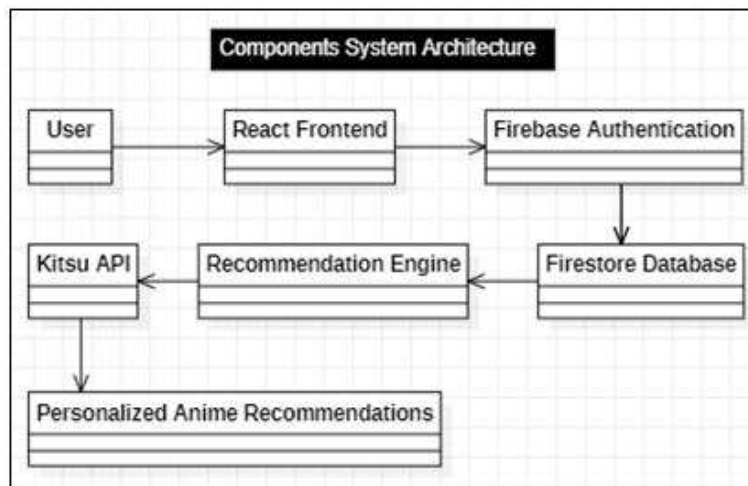 Components System Architecture
User
React Frontend
Firebase Authentication
Kitsu API
Recommendation Engine
Firestore Database
Personalized Anime Recommendations